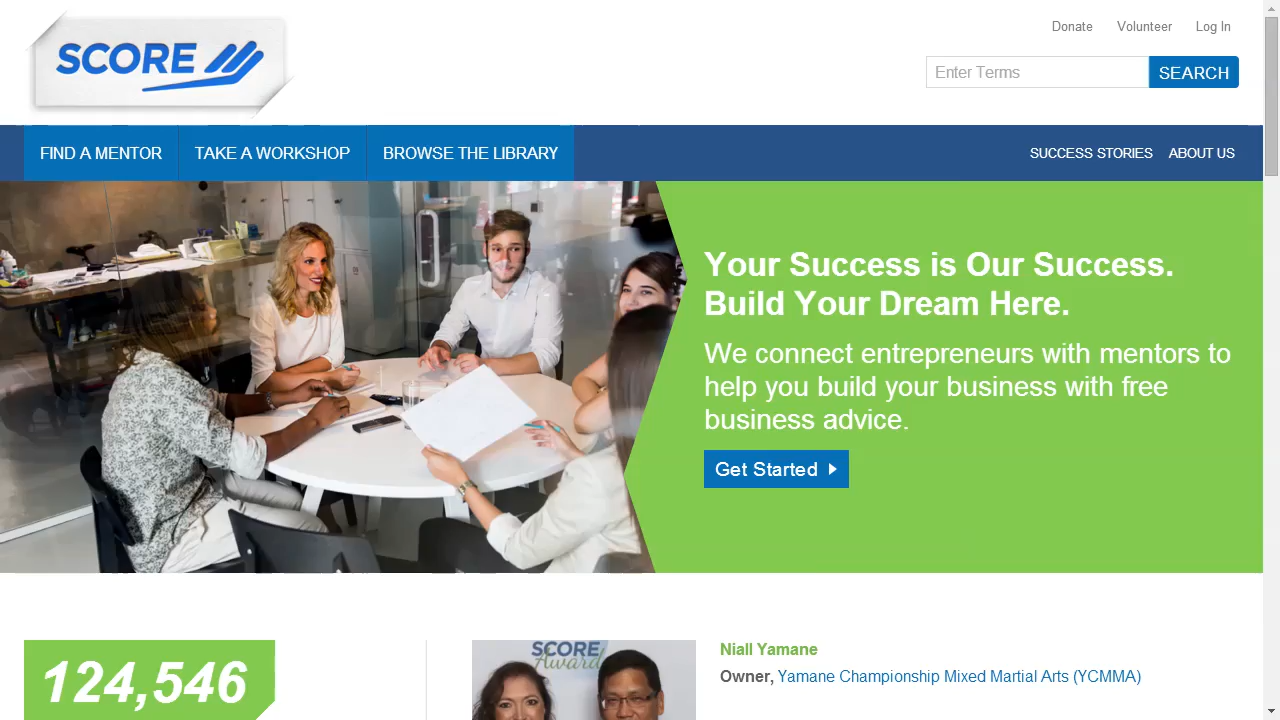 SCORE
Donate Volunteer Log In
Enter Terms SEARCH
FIND A MENTOR TAKE A WORKSHOP BROWSE THE LIBRARY SUCCESS STORIES ABOUT US
Your Success is Our Success.
Build Your Dream Here.
We connect entrepreneurs with mentors to
help you build your business with free
business advice.
Get Started
124,546
SCORE
Award
Niall Yamane
Owner, Yamane Championship Mixed Martial Arts (YCMMA)